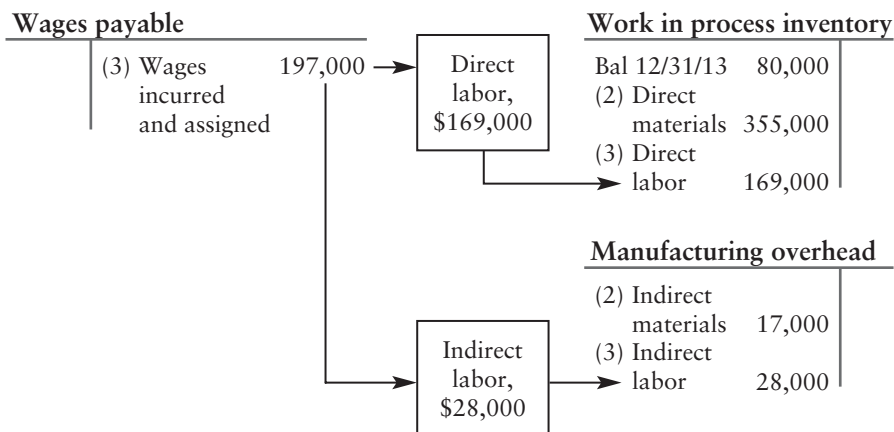 Wages payable
(3) Wages 197,000
incurred
and assigned
Direct
labor,
$169,000
Work in process inventory
Bal 12/31/13 80,000
(2) Direct
materials 355,000
(3) Direct
labor 169,000
Indirect
labor,
$28,000
Manufacturing overhead
(2) Indirect
materials 17,000
(3) Indirect
labor 28,000